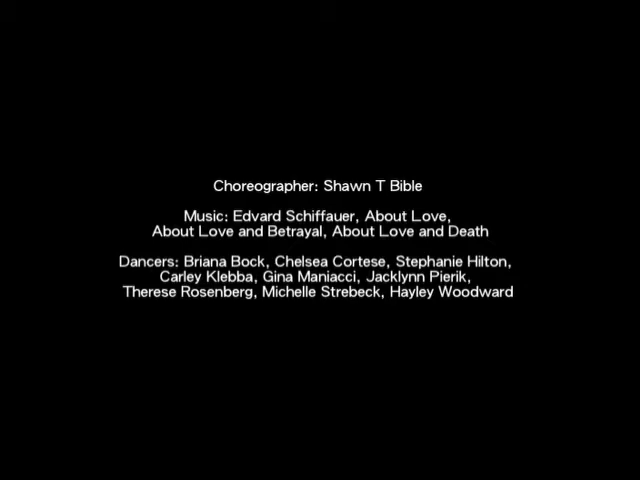 Choreographer: Shawn T Bible
Music: Edvard Schiffauer, About Love,
About Love and Betrayal, About Love and Death
Dancers: Briana Bock, Chelsea Cortese, Stephanie Hilton,
Carley Klebba, Gina Maniacci, Jacklynn Pierik,
Therese Rosenberg, Michelle Strebeck, Hayley Woodward